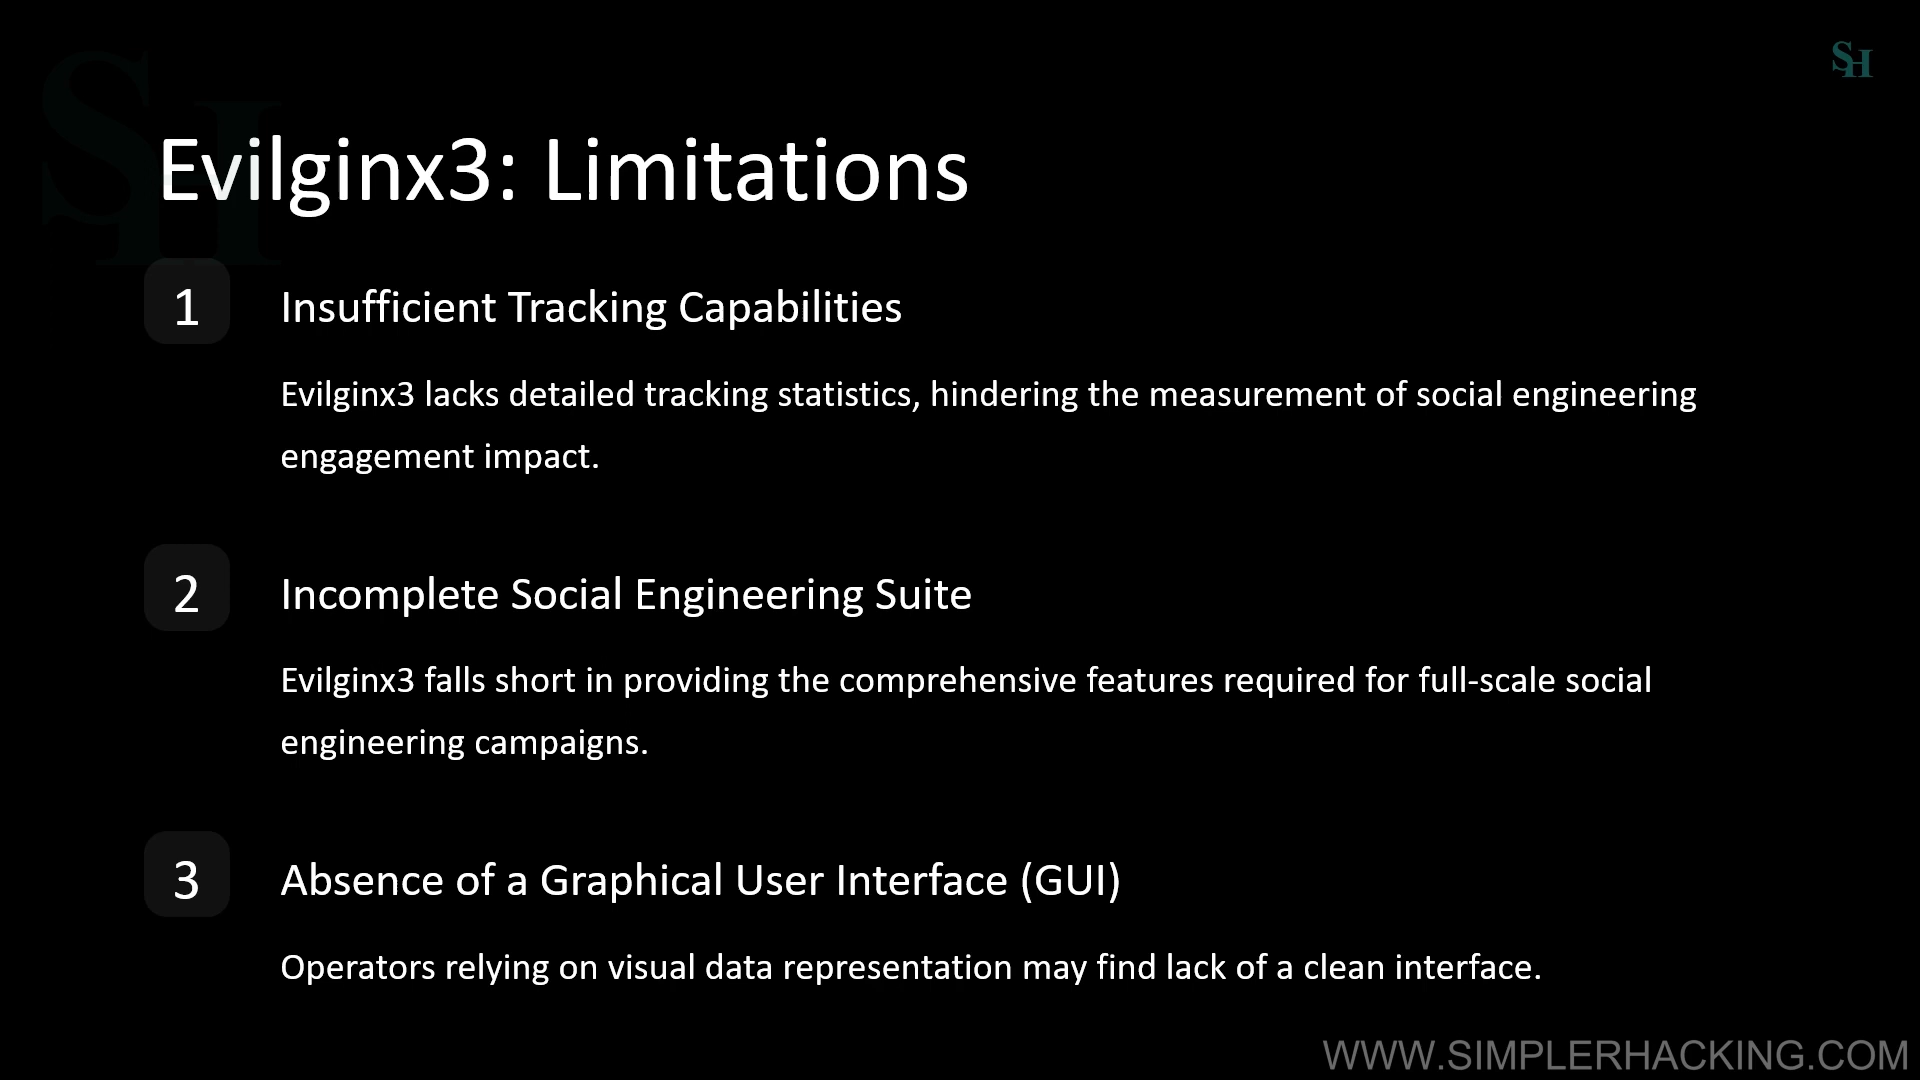 SH
SH
Evilginx3: Limitations
1
Insufficient Tracking Capabilities
Evilginx3 lacks detailed tracking statistics, hindering the measurement of social engineering
engagement impact.
2
Incomplete Social Engineering Suite
Evilginx3 falls short in providing the comprehensive features required for full-scale social
engineering campaigns.
3
Absence of a Graphical User Interface (GUI)
Operators relying on visual data representation may find lack of a clean interface.
WWW.SIMPLERHACKING.COM